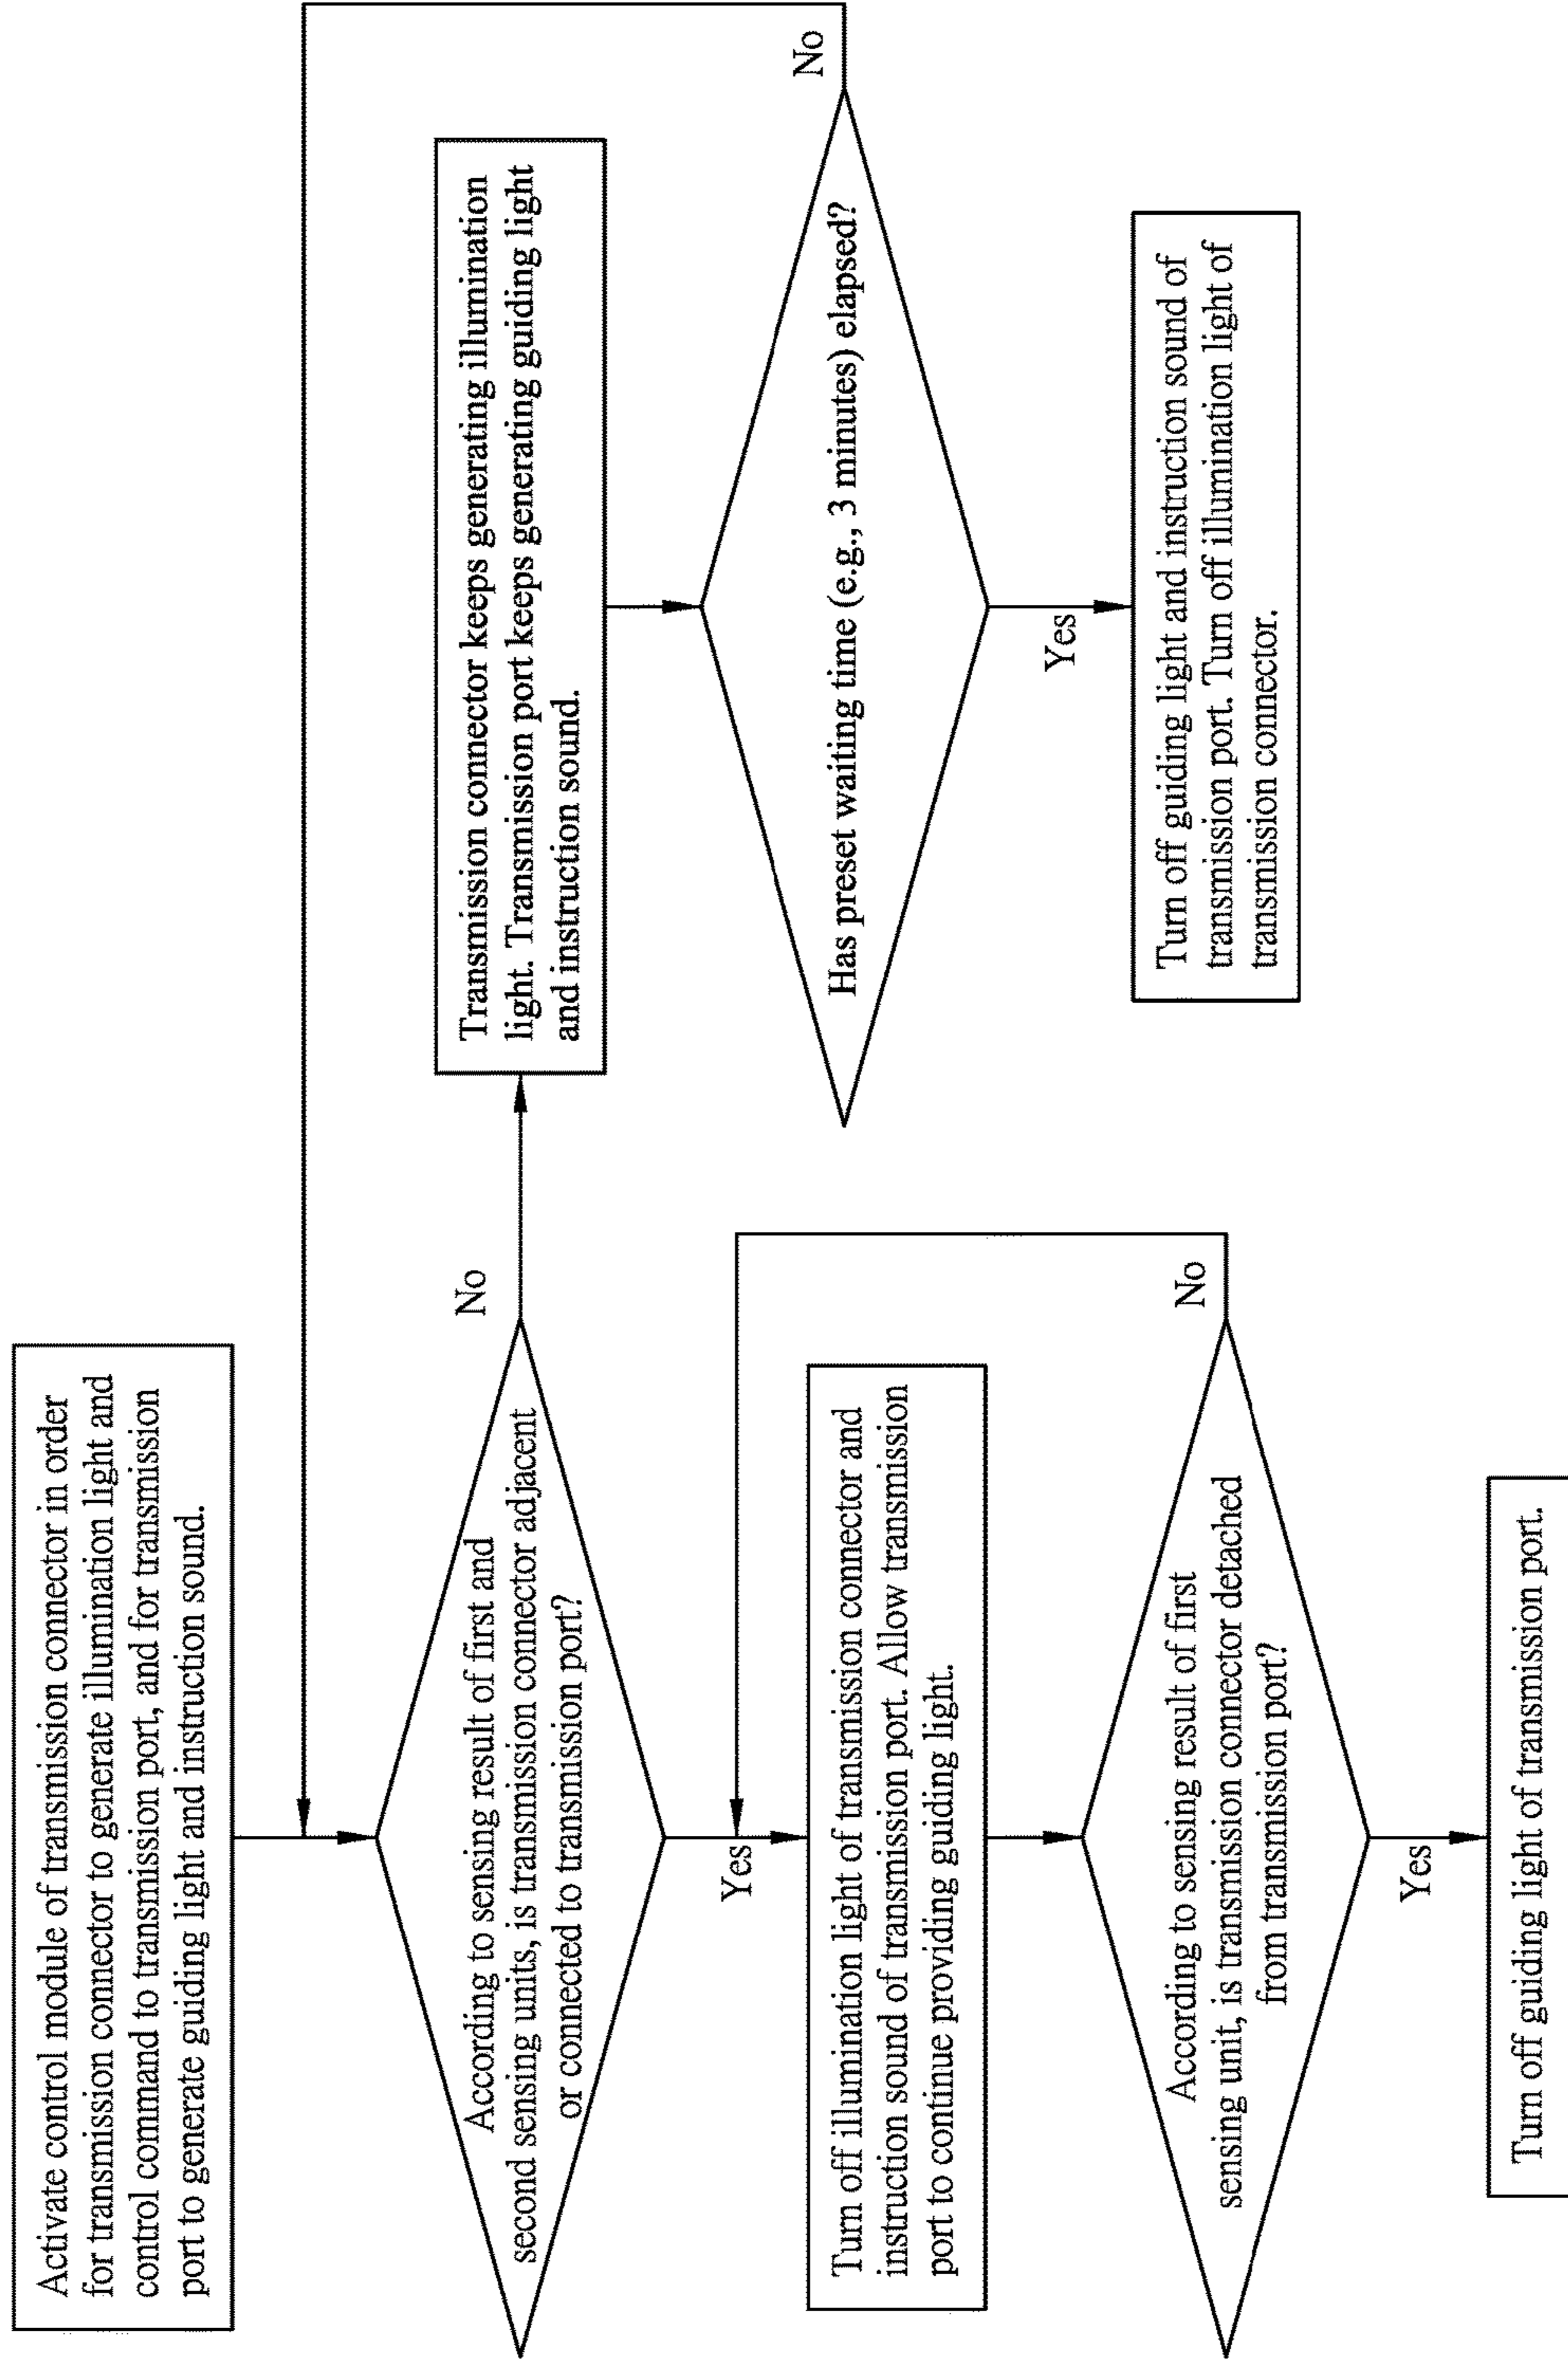 Activate control module of transmission connector in order
for transmission connector to generate illumination light and
control command to transmission port, and for transmission
port to generate guiding light and instruction sound.
According to sensing result of first and
second sensing units, is transmission connector adjacent
or connected to transmission port?
No
Transmission connector keeps generating illumination
light. Transmission port keeps generating guiding light
and instruction sound.
Has preset waiting time (e.g., 3 minutes) elapsed?
No
Yes
Turn off guiding light and instruction sound of
transmission port. Turn off illumination light of
transmission connector.
Yes
Turn off illumination light of transmission connector and
instruction sound of transmission port. Allow transmission
port to continue providing guiding light.
According to sensing result of first
sensing unit, is transmission connector detached
from transmission port?
No
Yes
Turn off guiding light of transmission port.